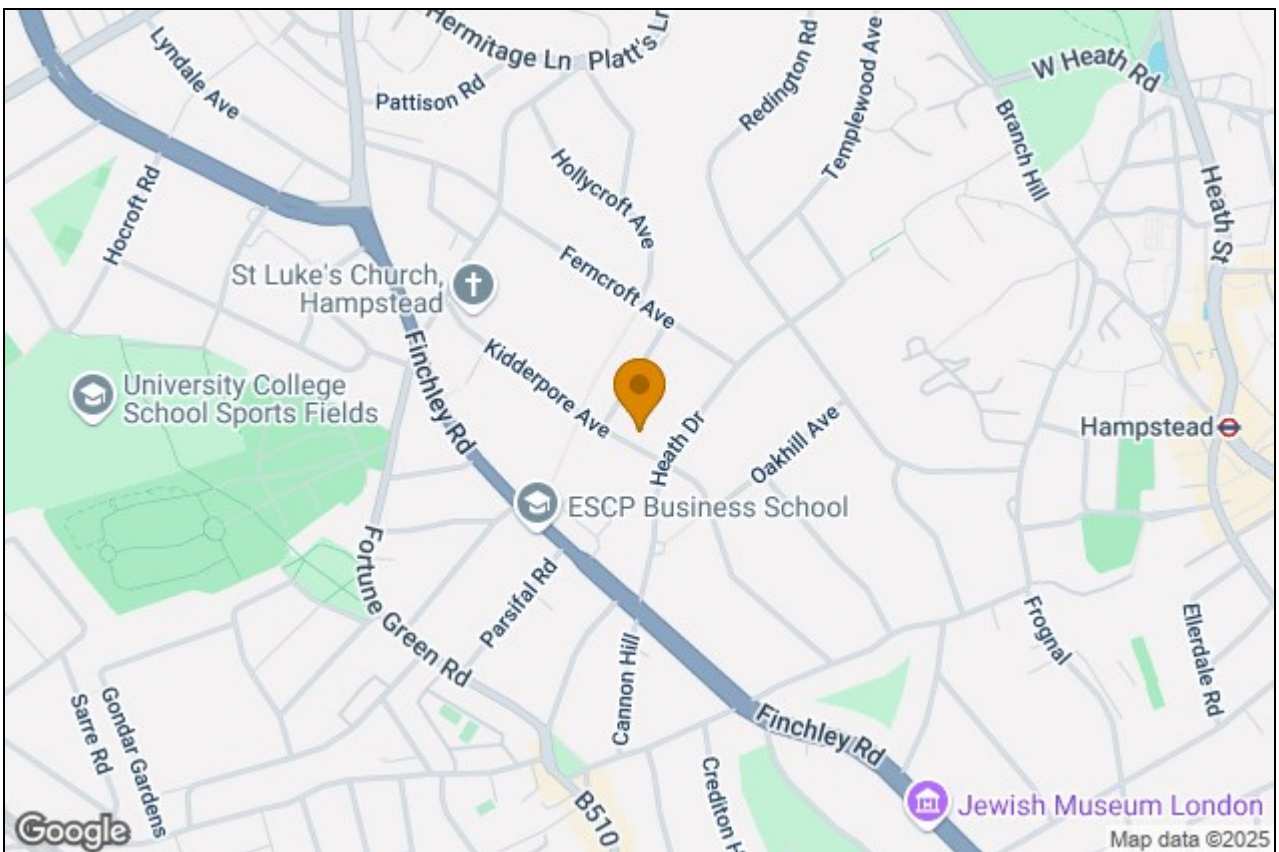 Hermitage Ln
Platt's Ln
Lyndale Ave
Pattison Rd
Redington Rd
Templewood Ave
W Heath Rd
Branch Hill
Heath St
Hocroft Rd
Hollycroft Ave
Ferncroft Ave
St Luke's Church,
Hampstead
Finchley Rd
Kidderpore Ave
University College
School Sports Fields
Heath Dr
Oakhill Ave
Hampstead
ESCP Business School
Fortune Green Rd
Parsifal Rd
Cannon Hill
Frognal
Ellerdale Rd
Sarre Rd
Gondar Gardens
Finchley Rd
Crediton H
B510
Jewish Museum London
Google
Map data ©2025